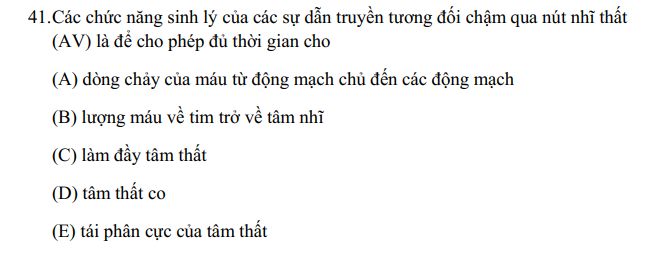 41.Các chức năng sinh lý của các sự dẫn truyền tương đối chậm qua nút nhĩ thất
(AV) là để cho phép đủ thời gian cho
(A) dòng chảy của máu từ động mạch chủ đến các động mạch
(B) lượng máu về tim trở về tâm nhĩ
(C) làm đầy tâm thất
(D) tâm thất co
(E) tái phân cực của tâm thất